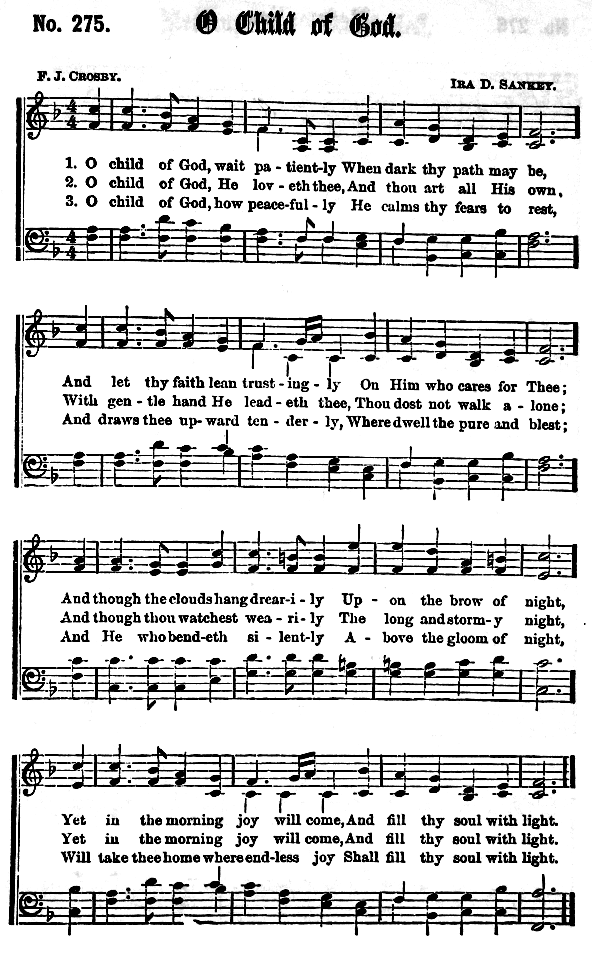 No. 275.
O Child of God.
F. J. CROSBY.
IRA D. SANKEY.
1. O child of God, wait pa - tient-ly When dark thy path may be,
2. O child of God, He lov - eth thee, And thou art all His own,
3. O child of God, how peace-ful - ly He calms thy fears to rest,
And let thy faith lean trust - ing - ly On Him who cares for Thee;
With gen - tle hand He lead - eth thee, Thou dost not walk a - lone;
And draws thee up - ward ten - der - ly, Where dwell the pure and blest;
And though the clouds hang drear-i - ly Up - on the brow of night,
And though thou watchest wea - ri - ly The long and storm-y night,
And He who bend-eth si - lent-ly A - bove the gloom of night,
Yet in the morning joy will come, And fill thy soul with light.
Yet in the morning joy will come, And fill thy soul with light.
Will take thee home where end-less joy Shall fill thy soul with light.